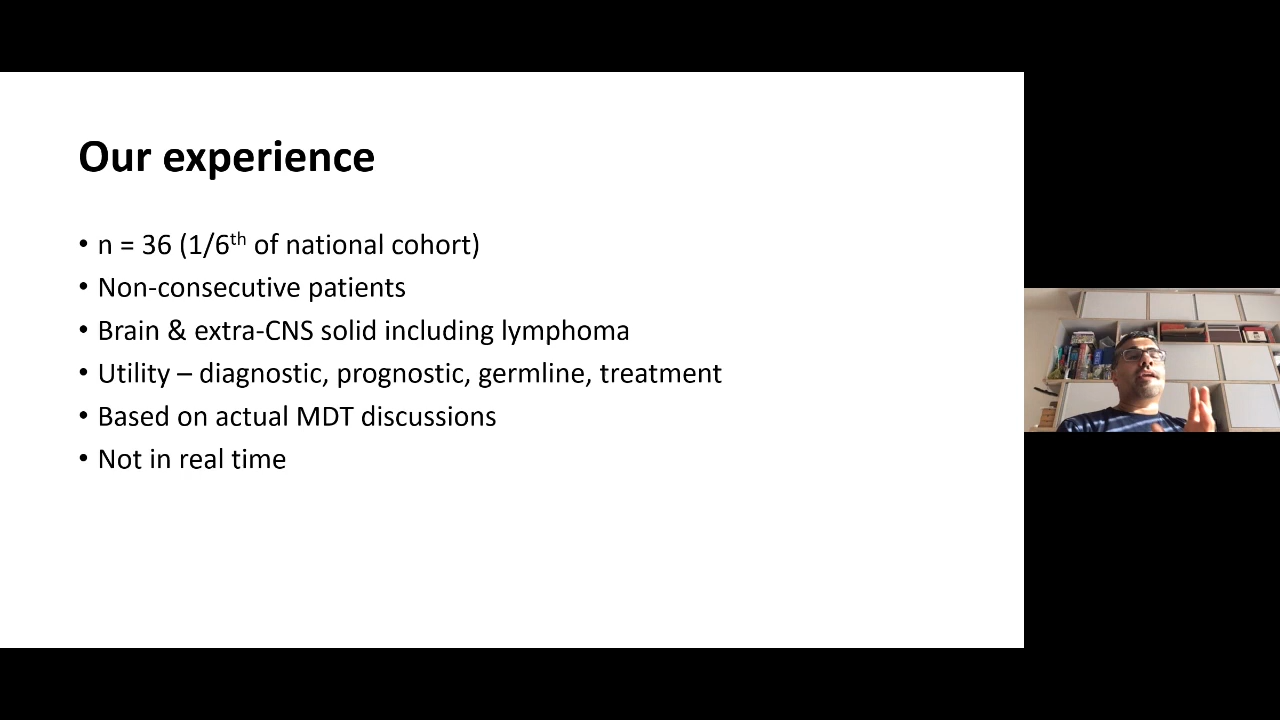 Our experience
• n = 36 (1/6th of national cohort)
• Non-consecutive patients
• Brain & extra-CNS solid including lymphoma
• Utility – diagnostic, prognostic, germline, treatment
• Based on actual MDT discussions
• Not in real time